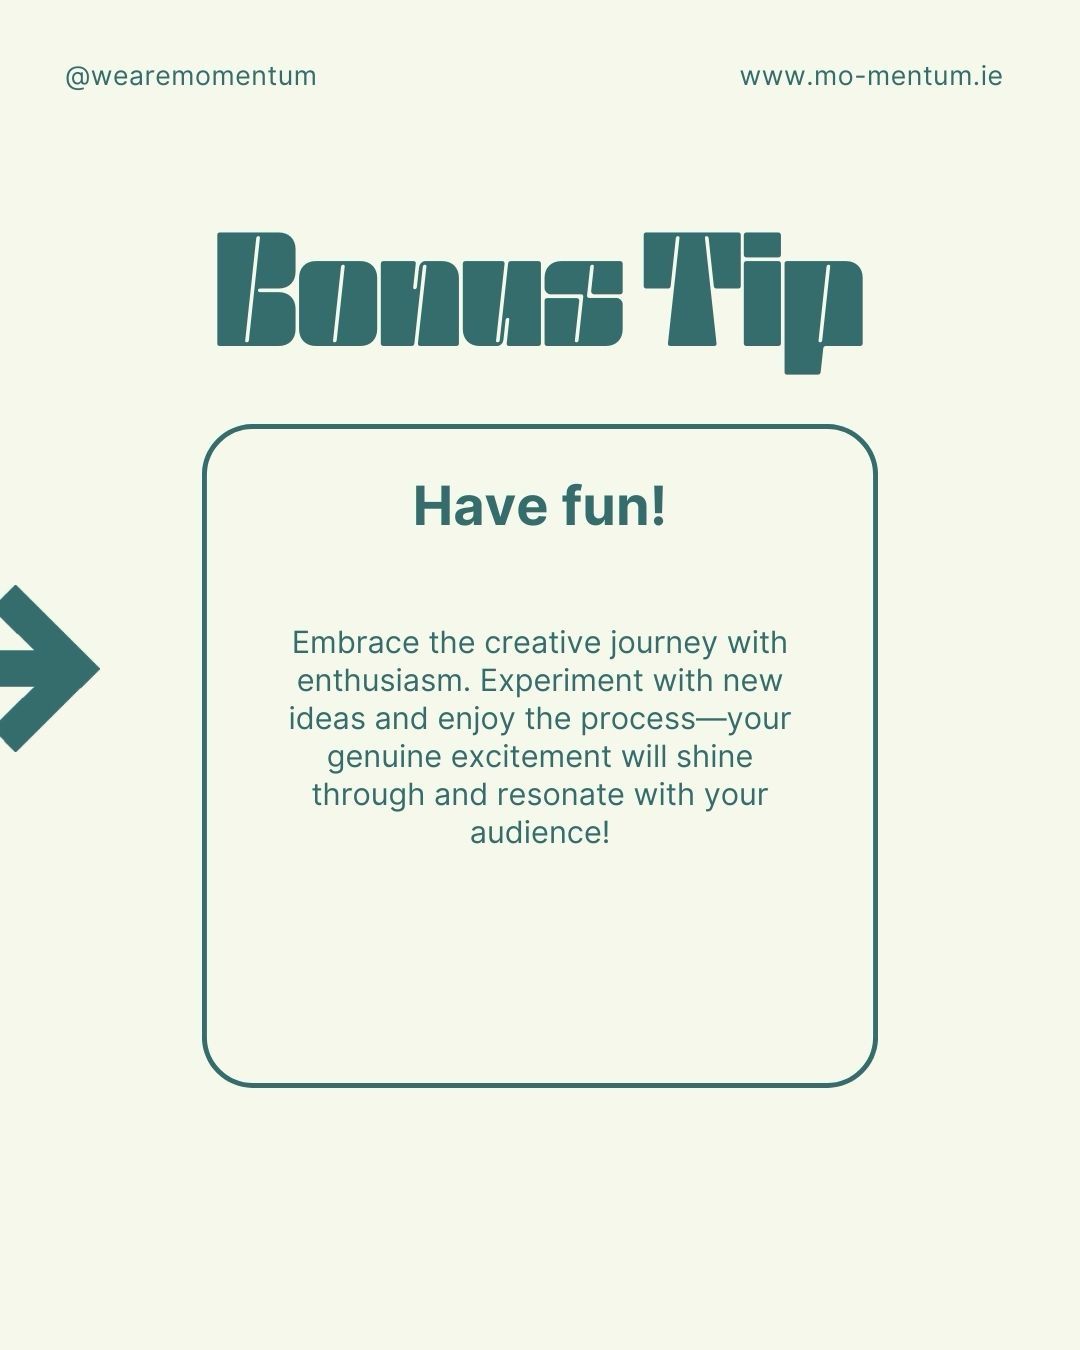 @wearemomentum
www.mo-mentum.ie
Bonus Tip
Have fun!
Embrace the creative journey with
enthusiasm. Experiment with new
ideas and enjoy the process—your
genuine excitement will shine
through and resonate with your
audience!